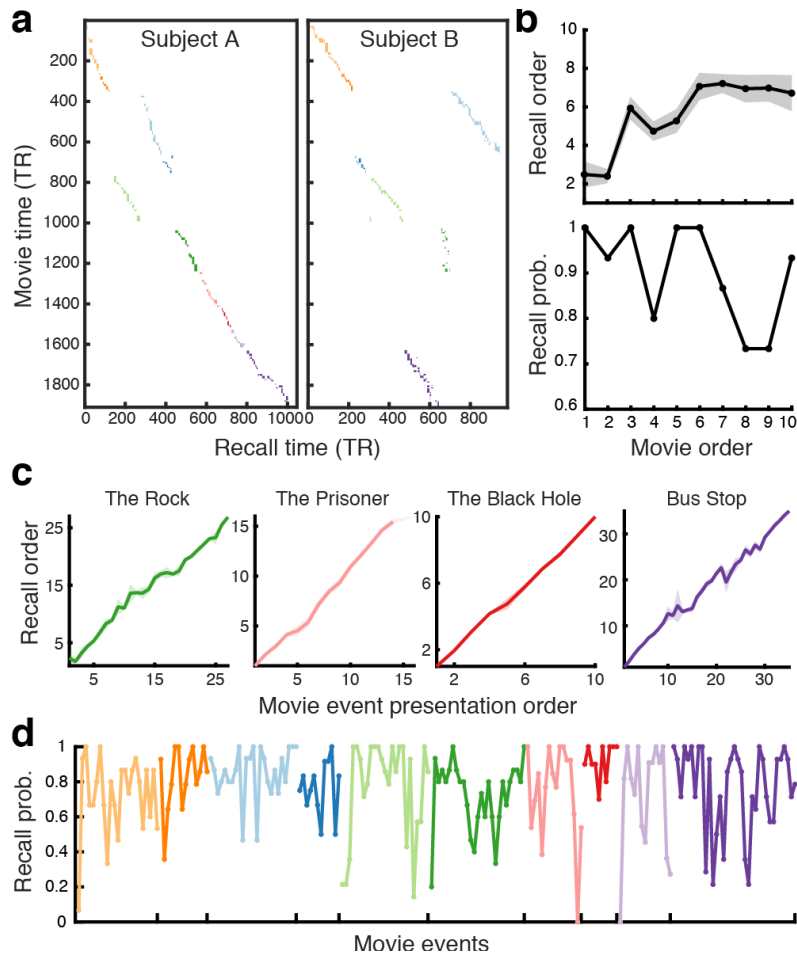 a
Subject A
Subject B
200
400
600
800
1000
1200
1400
1600
1800
Movie time (TR)
0 200 400 600 800 1000
0 200 400 600 800
Recall time (TR)
b
10
8
6
4
2
Recall order
1
0.9
0.8
0.7
0.6
Recall prob.
1 2 3 4 5 6 7 8 9 10
Movie order
c
The Rock
The Prisoner
The Black Hole
Bus Stop
Recall order
25
15
5
5 15 25
15
10
5
5 10 15
10
6
2
2 6 10
30
20
10
10 20 30
Movie event presentation order
d
1
0.8
0.6
0.4
0.2
0
Recall prob.
Movie events